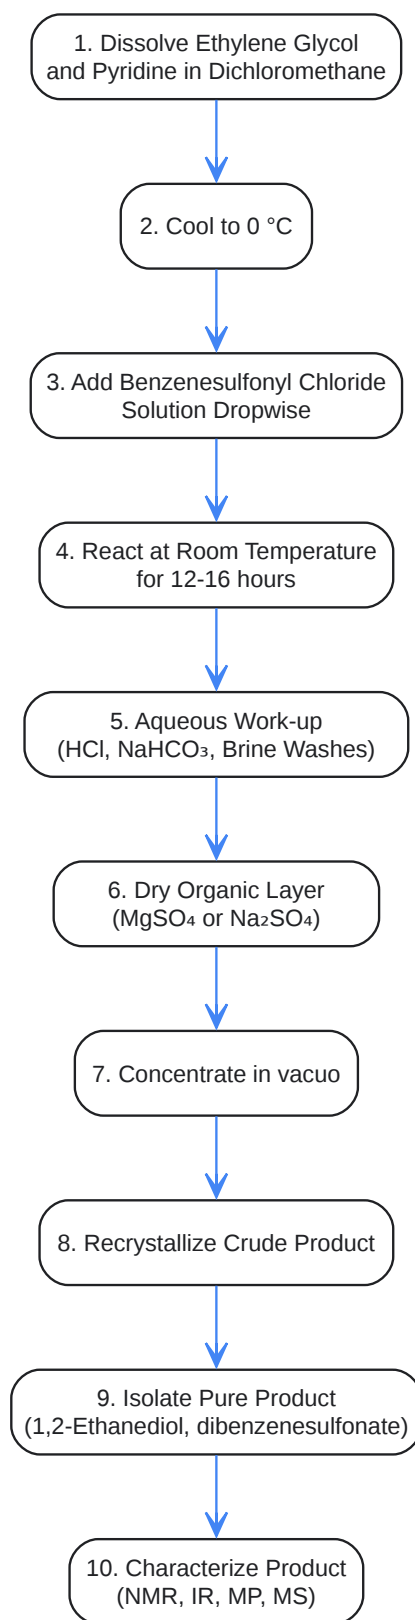 1. Dissolve Ethylene Glycol
and Pyridine in Dichloromethane
2. Cool to 0 °C
3. Add Benzenesulfonyl Chloride
Solution Dropwise
4. React at Room Temperature
for 12-16 hours
5. Aqueous Work-up
(HCl, NaHCO₃, Brine Washes)
6. Dry Organic Layer
(MgSO₄ or Na₂SO₄)
7. Concentrate in vacuo
8. Recrystallize Crude Product
9. Isolate Pure Product
(1,2-Ethanediol, dibenzenesulfonate)
10. Characterize Product
(NMR, IR, MP, MS)